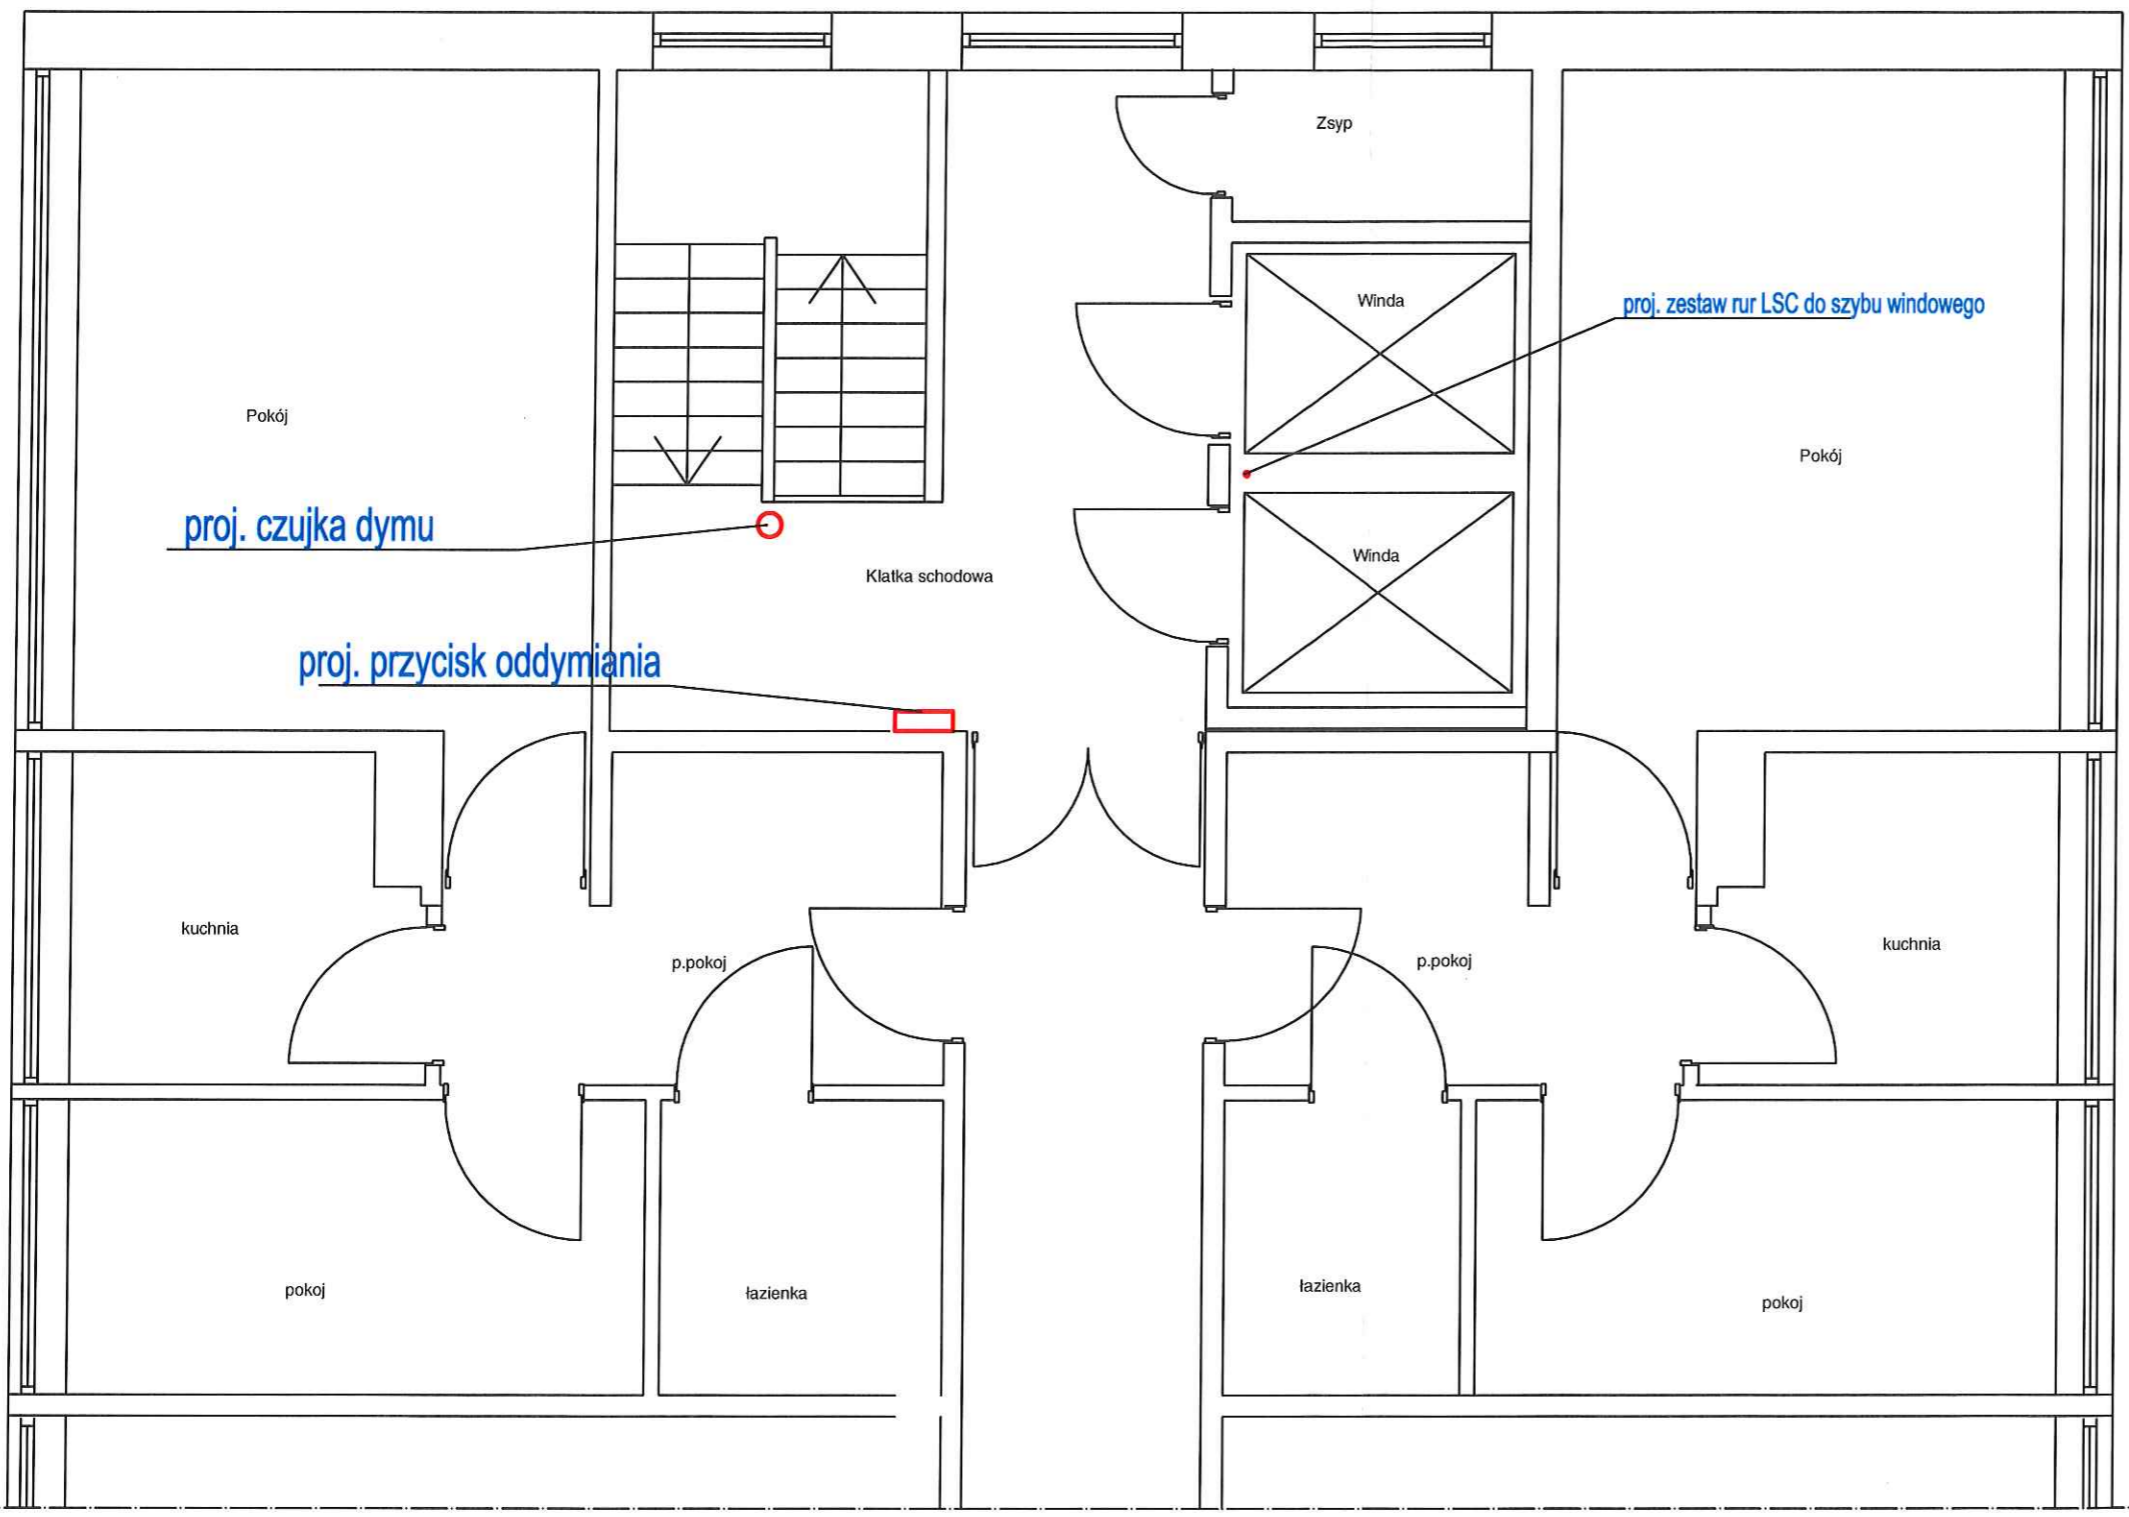 Zsyp
Winda
proj. zestaw rur LSC do szybu windowego
Pokój
Pokój
proj. czujka dymu
Winda
Klatka schodowa
proj. przycisk oddymiania
kuchnia
p.pokoj
p.pokoj
kuchnia
pokoj
łazienka
łazienka
pokoj